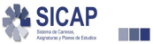 SICAP
Sistema de Carreras,
Asignaturas y Planes de Estudios